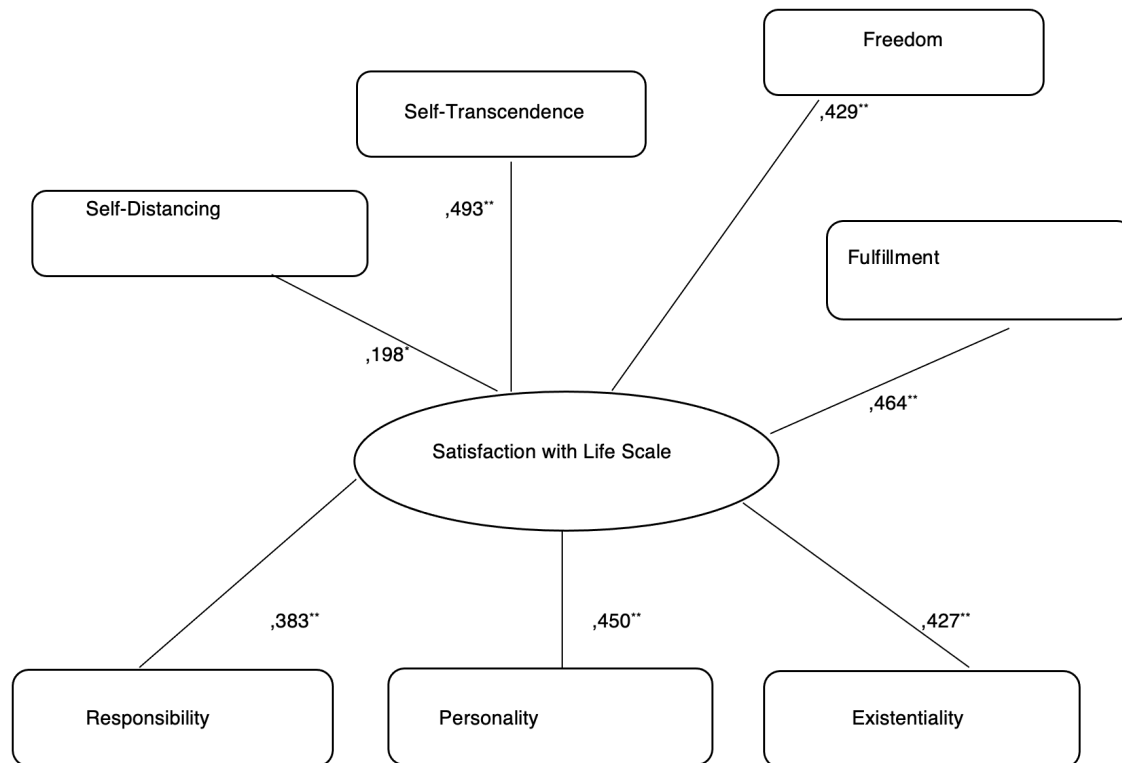 Freedom
,429**
Self-Transcendence
,493**
Self-Distancing
,198*
Fulfillment
,464**
Satisfaction with Life Scale
,383**
,450**
,427**
Responsibility
Personality
Existentiality